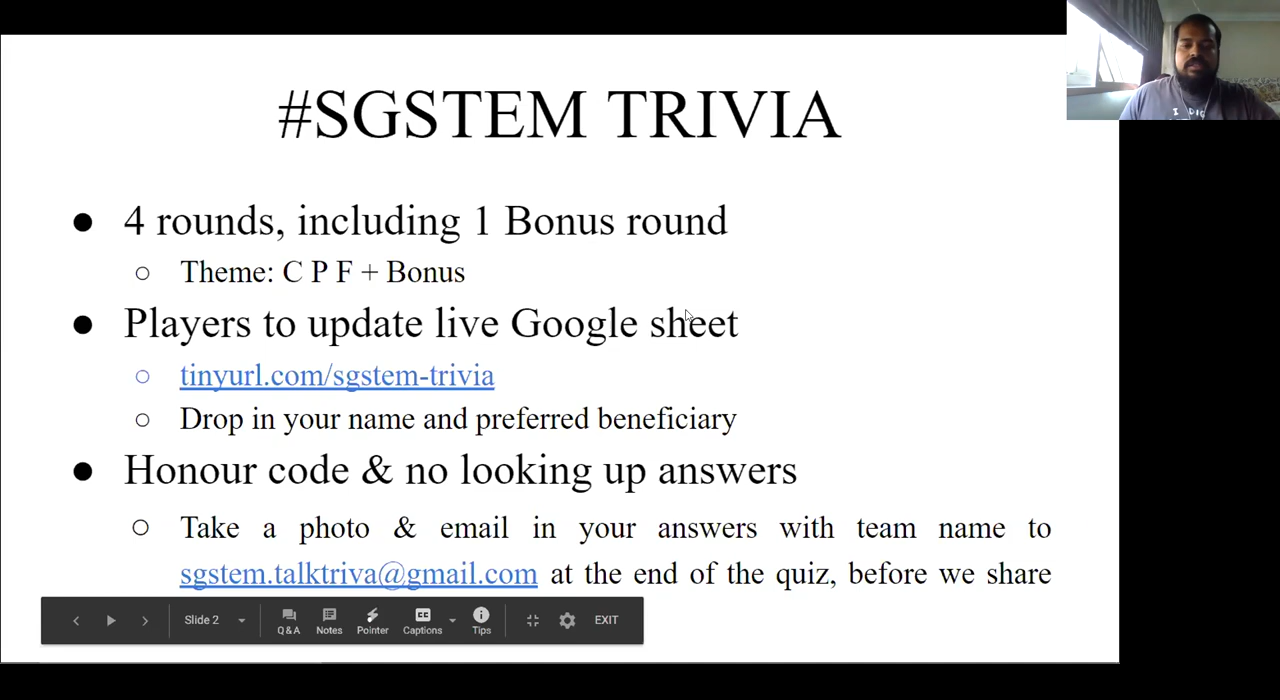 #SGSTEM TRIVIA
4 rounds, including 1 Bonus round
Theme: C P F + Bonus
Players to update live Google sheet
tinyurl.com/sgstem-trivia
Drop in your name and preferred beneficiary
Honour code & no looking up answers
Take a photo & email in your answers with team name to
sgstem.talktriva@gmail.com at the end of the quiz, before we share
Slide 2
Q&A
Notes
Pointer
CC
Captions
Tips
EXIT
I DIG